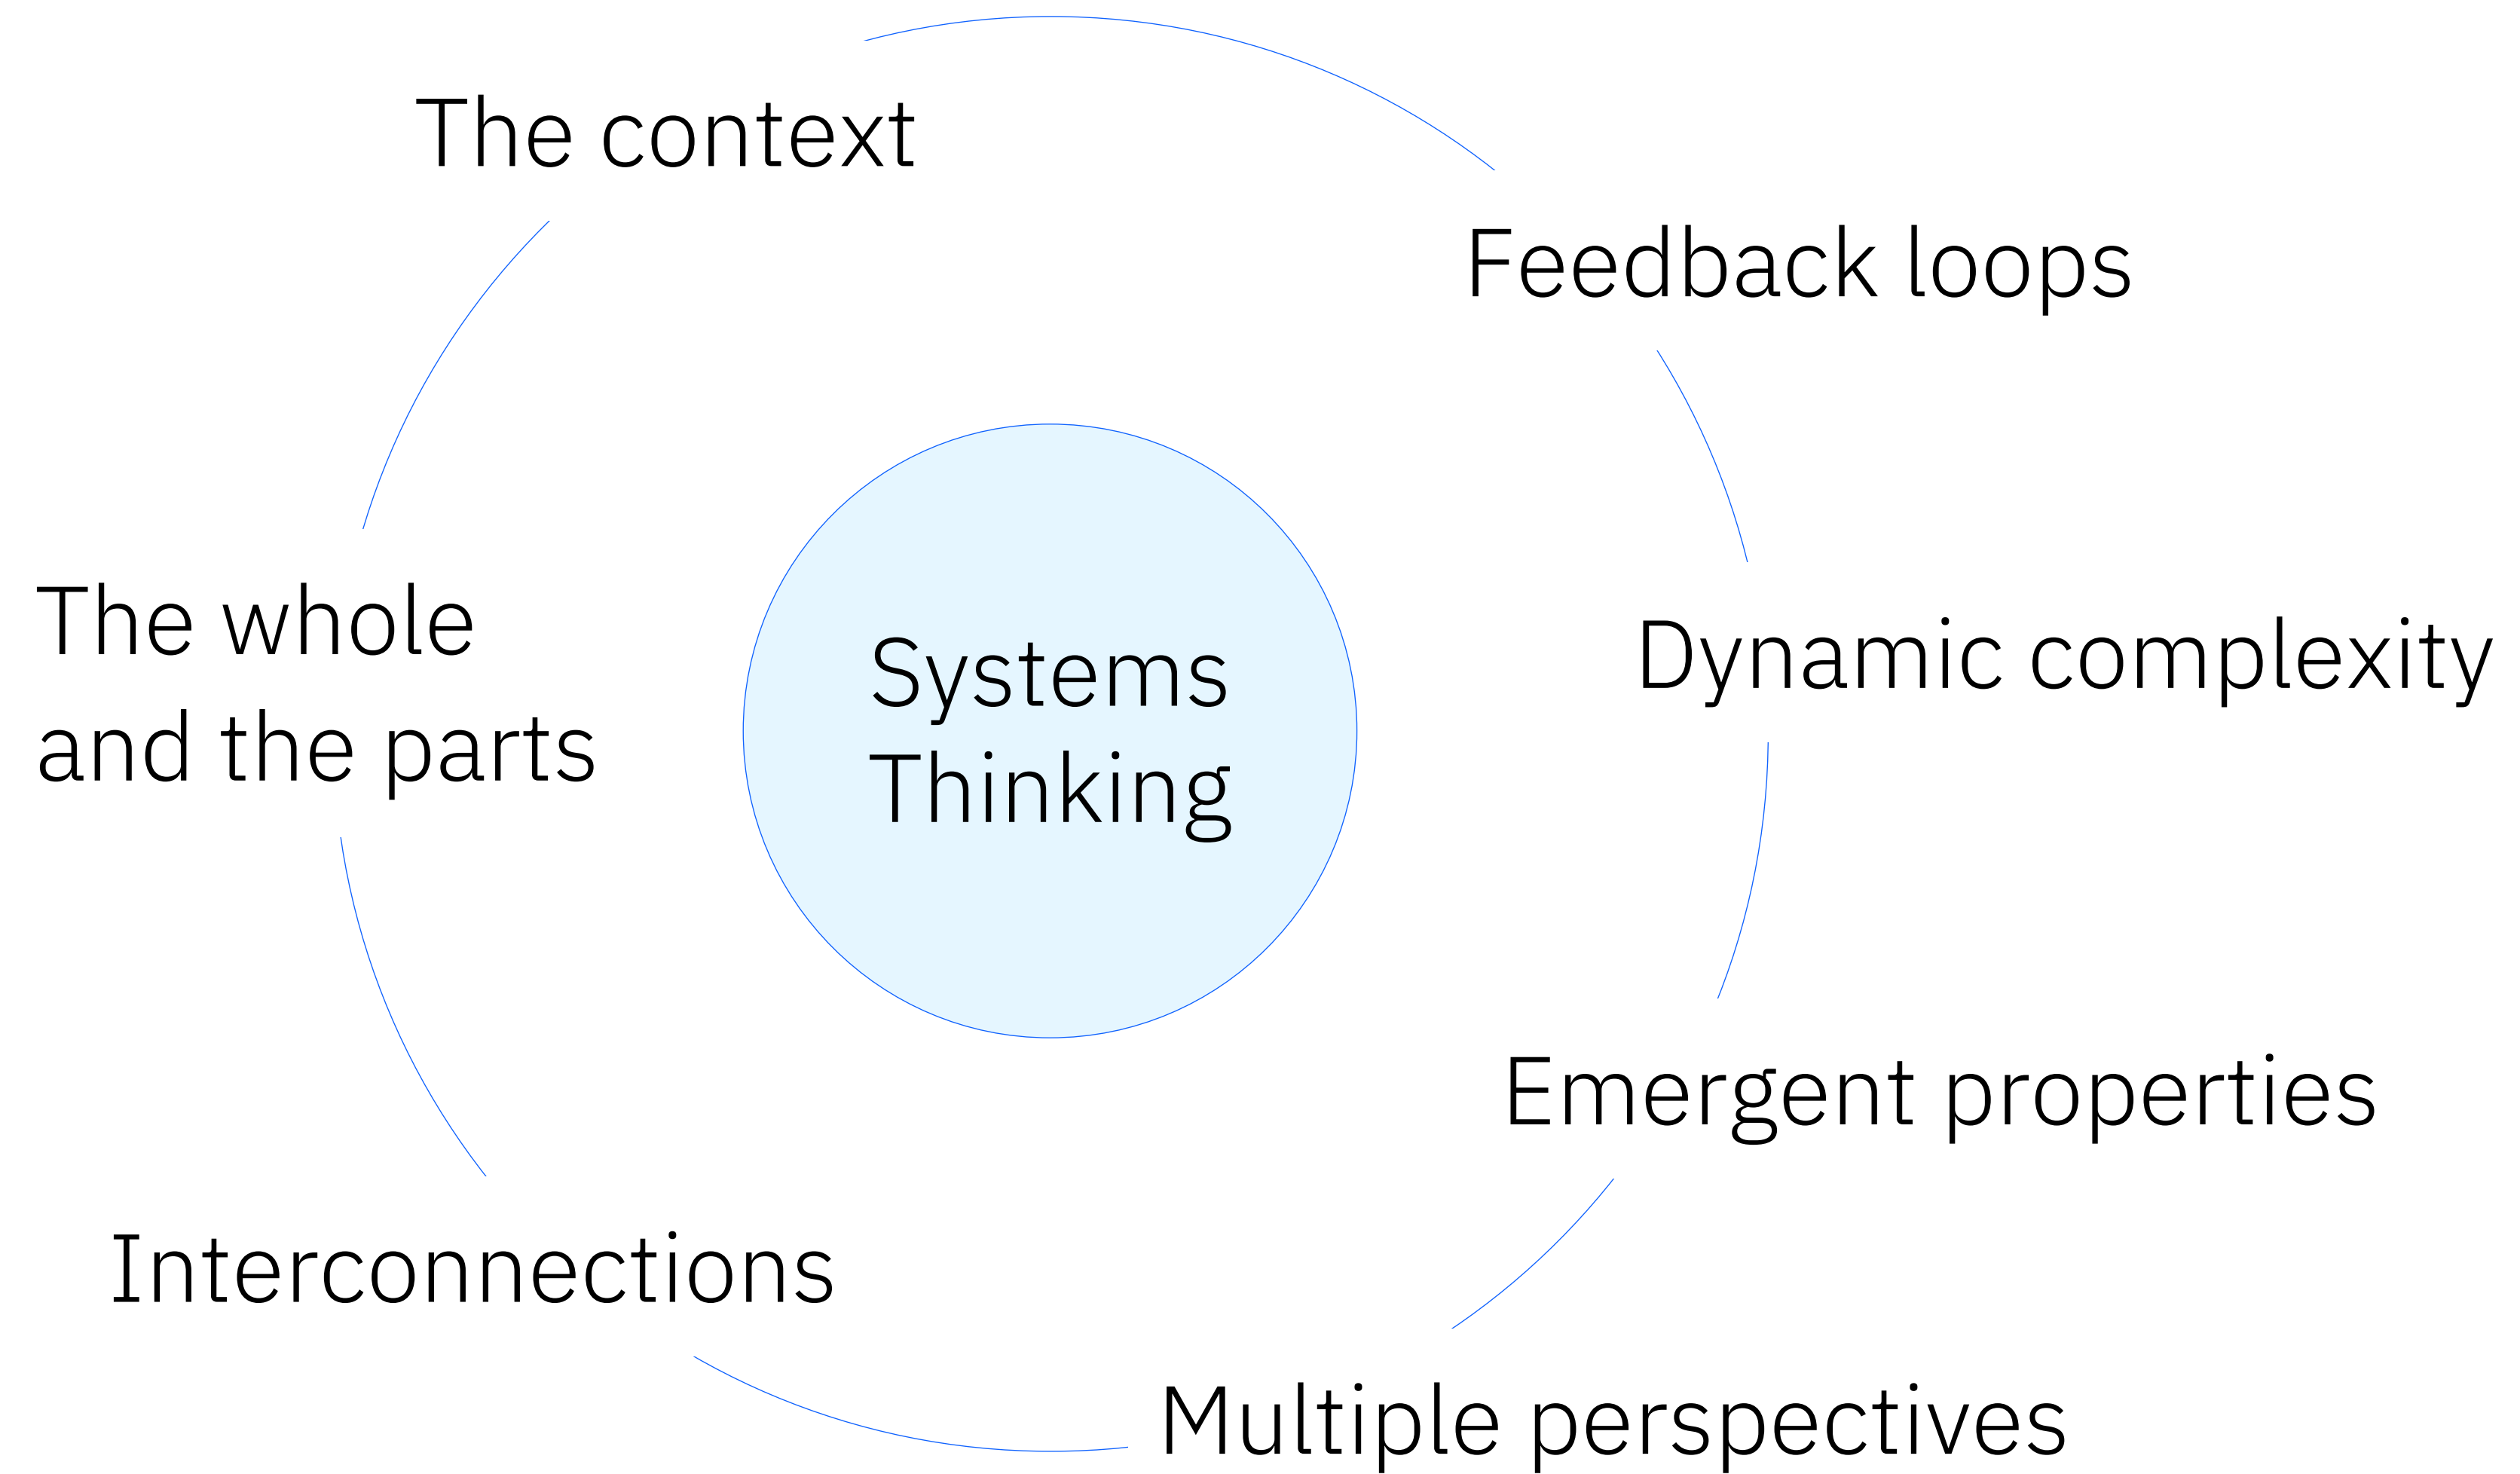 The context
Feedback loops
The whole
and the parts
Systems
Thinking
Dynamic complexity
Emergent properties
Interconnections
Multiple perspectives